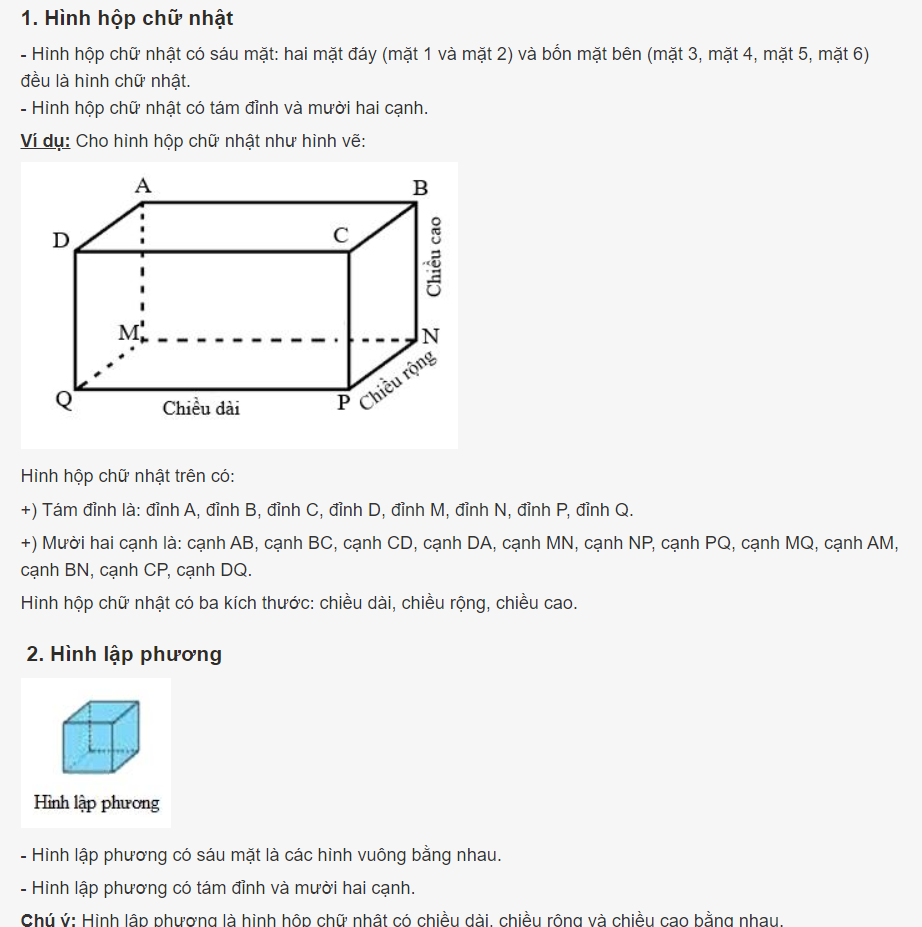 1. Hình hộp chữ nhật
- Hình hộp chữ nhật có sáu mặt: hai mặt đáy (mặt 1 và mặt 2) và bốn mặt bên (mặt 3, mặt 4, mặt 5, mặt 6)
đều là hình chữ nhật.
- Hình hộp chữ nhật có tám đỉnh và mười hai cạnh.
Ví dụ: Cho hình hộp chữ nhật như hình vẽ:
A
B
D
C
Chiều cao
M
N
Q
Chiều dài
P
Chiều rộng
Hình hộp chữ nhật trên có:
+) Tám đỉnh là: đỉnh A, đỉnh B, đỉnh C, đỉnh D, đỉnh M, đỉnh N, đỉnh P, đỉnh Q.
+) Mười hai cạnh là: cạnh AB, cạnh BC, cạnh CD, cạnh DA, cạnh MN, cạnh NP, cạnh PQ, cạnh MQ, cạnh AM,
cạnh BN, cạnh CP, cạnh DQ.
Hình hộp chữ nhật có ba kích thước: chiều dài, chiều rộng, chiều cao.
2. Hình lập phương
Hình lập phương
- Hình lập phương có sáu mặt là các hình vuông bằng nhau.
- Hình lập phương có tám đỉnh và mười hai cạnh.
Chú ý: Hình lập phương là hình hộp chữ nhật có chiều dài, chiều rộng và chiều cao bằng nhau.